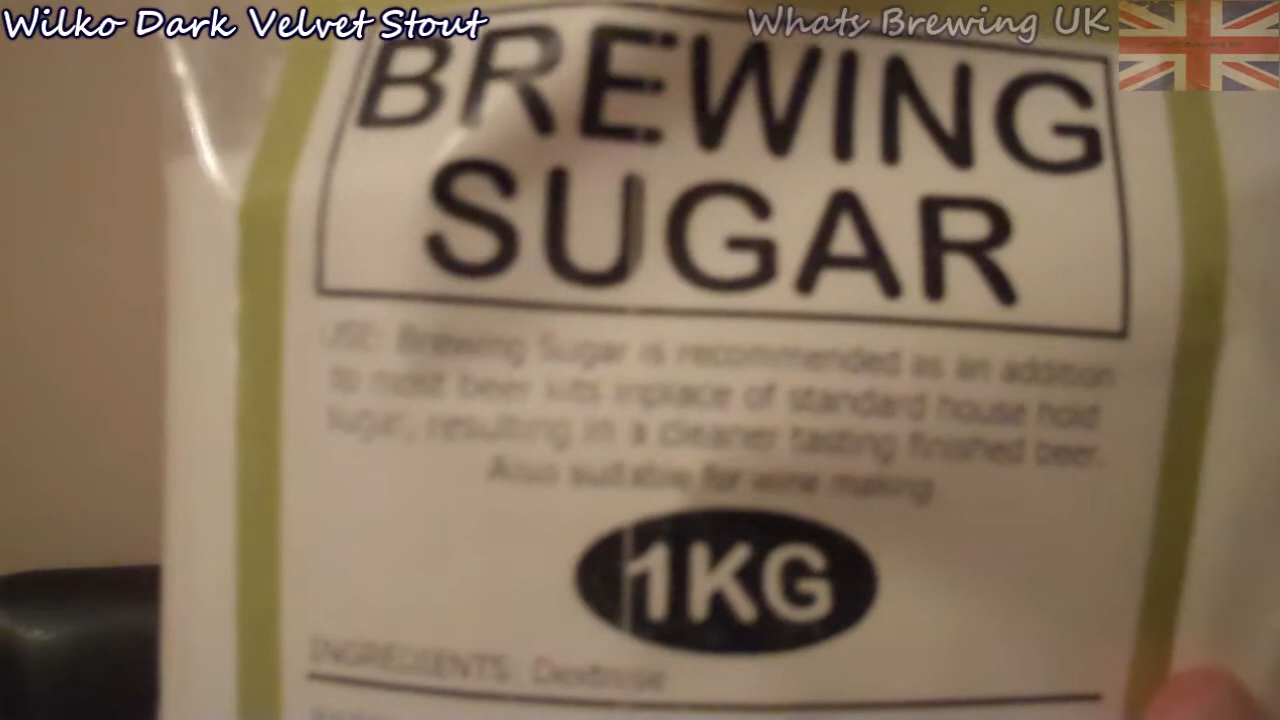 Wilko Dark Velvet Stout
Whats Brewing UK
BREWING
SUGAR
USE: Brewing Sugar is recommended as an addition
to most beer kits inplace of standard house hold
sugar, resulting in a cleaner tasting finished beer.
Also suitable for wine making.
1KG
INGREDIENTS: Dextrose